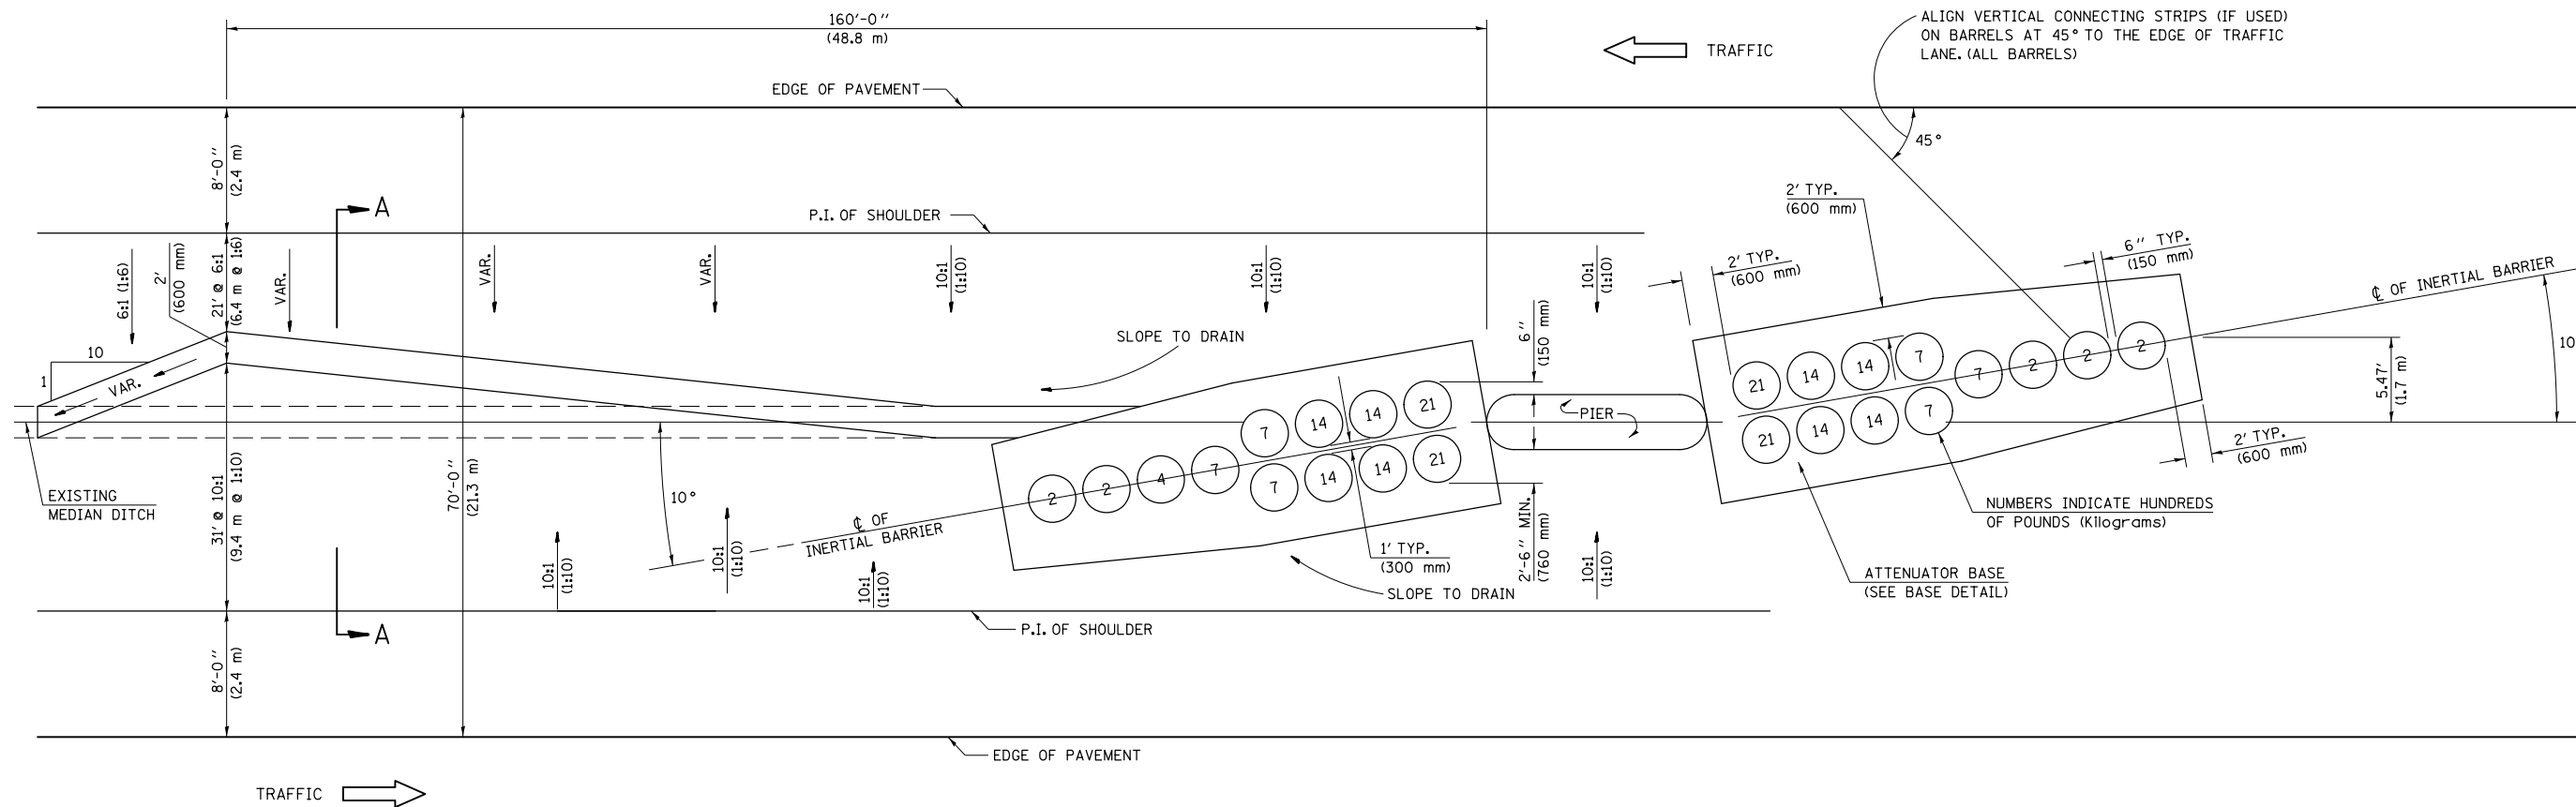 160'-0"
(48.8 m)
TRAFFIC
ALIGN VERTICAL CONNECTING STRIPS (IF USED)
ON BARRELS AT 45° TO THE EDGE OF TRAFFIC
LANE. (ALL BARRELS)
EDGE OF PAVEMENT
45°
8'-0"
(2.4 m)
A
P.I. OF SHOULDER
2' TYP.
(600 mm)
6:1 (1:6)
2'
(600 mm)
21' @ 6:1
(6.4 m @ 1:6)
VAR.
VAR.
VAR.
10:1
(1:10)
10:1
(1:10)
10:1
(1:10)
2' TYP.
(600 mm)
6" TYP.
(150 mm)
℄ OF INERTIAL BARRIER
10
1
VAR.
SLOPE TO DRAIN
6"
(150 mm)
21
14
14
7
7
2
2
2
21
14
14
7
5.47'
(1.7 m)
10
PIER
7
14
14
21
2
2
4
7
7
14
14
21
2' TYP.
(600 mm)
EXISTING
MEDIAN DITCH
31' @ 10:1
(9.4 m @ 1:10)
70'-0"
(21.3 m)
10°
℄ OF
INERTIAL BARRIER
NUMBERS INDICATE HUNDREDS
OF POUNDS (Kilograms)
10:1
(1:10)
10:1
(1:10)
10:1
(1:10)
1' TYP.
(300 mm)
2'-6" MIN.
(760 mm)
10:1
(1:10)
SLOPE TO DRAIN
ATTENUATOR BASE
(SEE BASE DETAIL)
A
P.I. OF SHOULDER
8'-0"
(2.4 m)
EDGE OF PAVEMENT
TRAFFIC